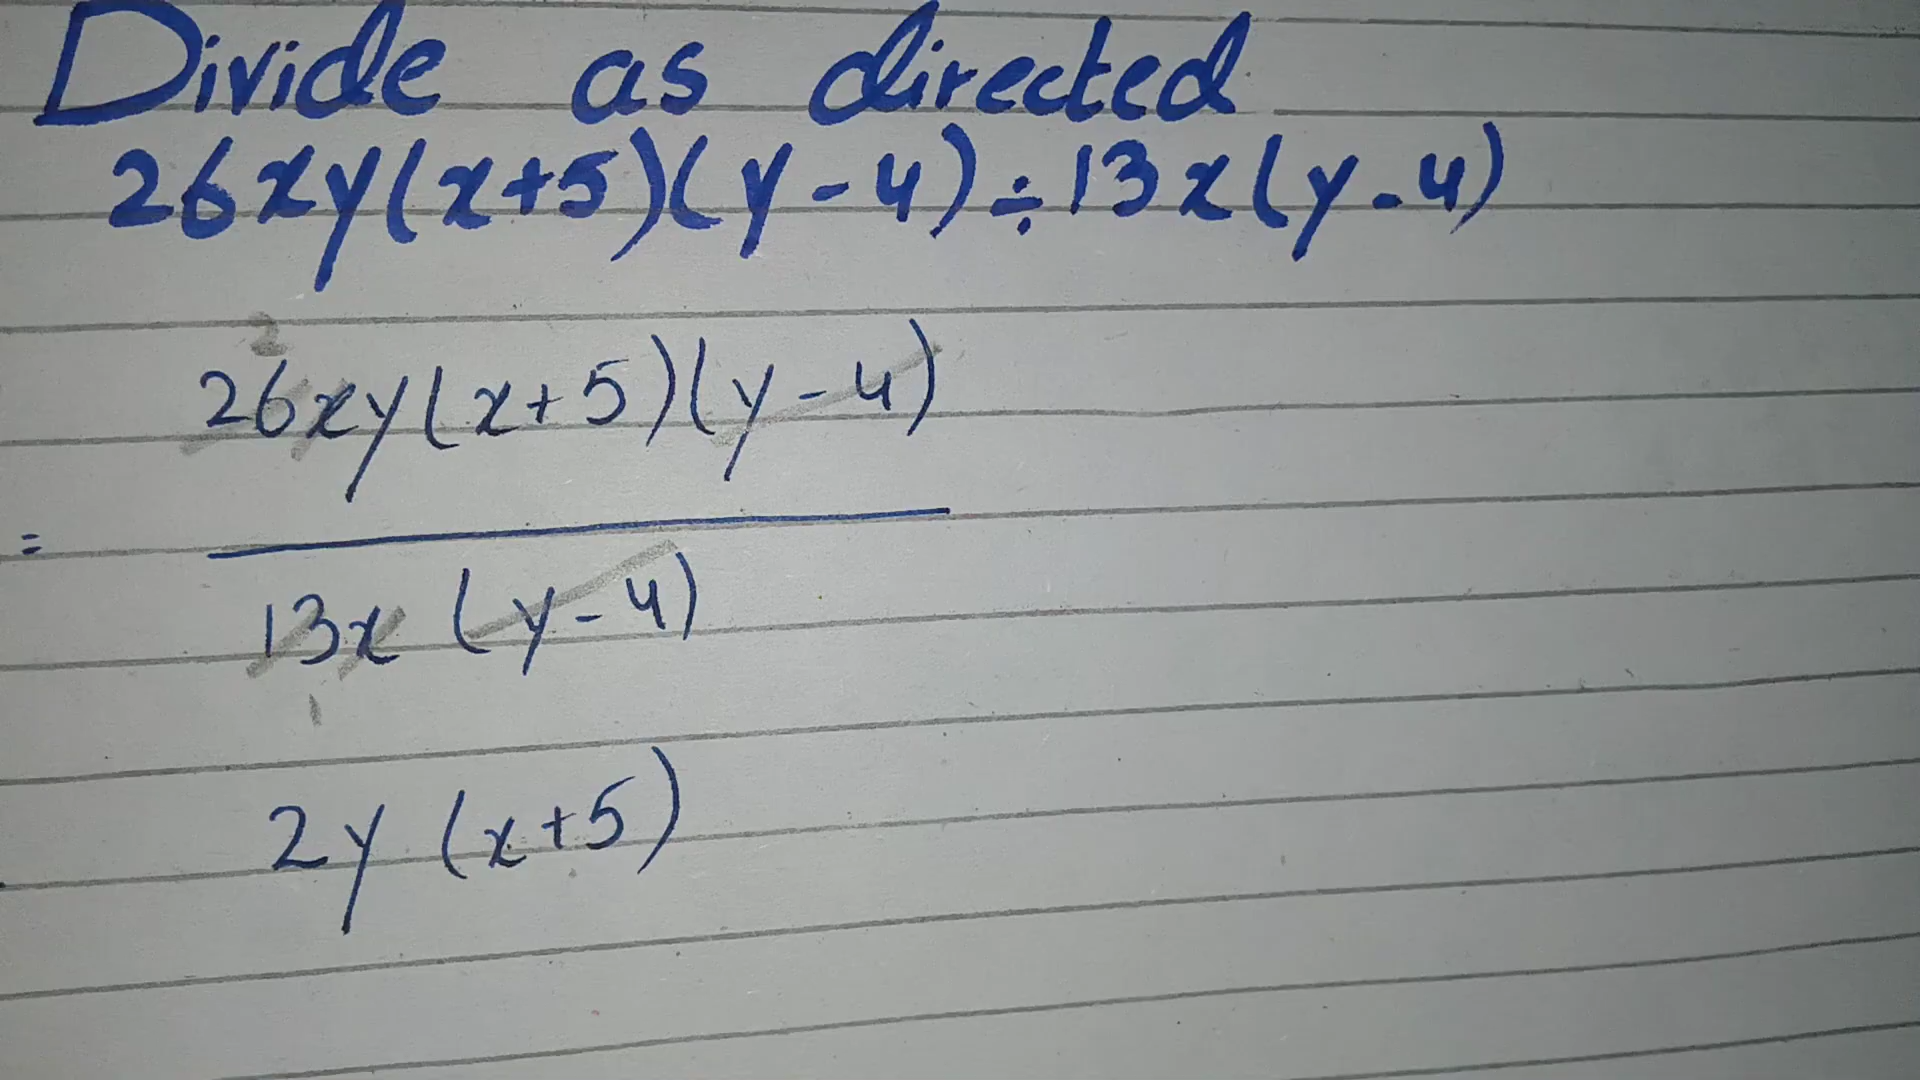 Divide as directed
26xy(x+5)(y-4)÷13x(y-4)
2
26xy(x+5)(y-4)
=
13x (y-4)
1
2y (x+5)